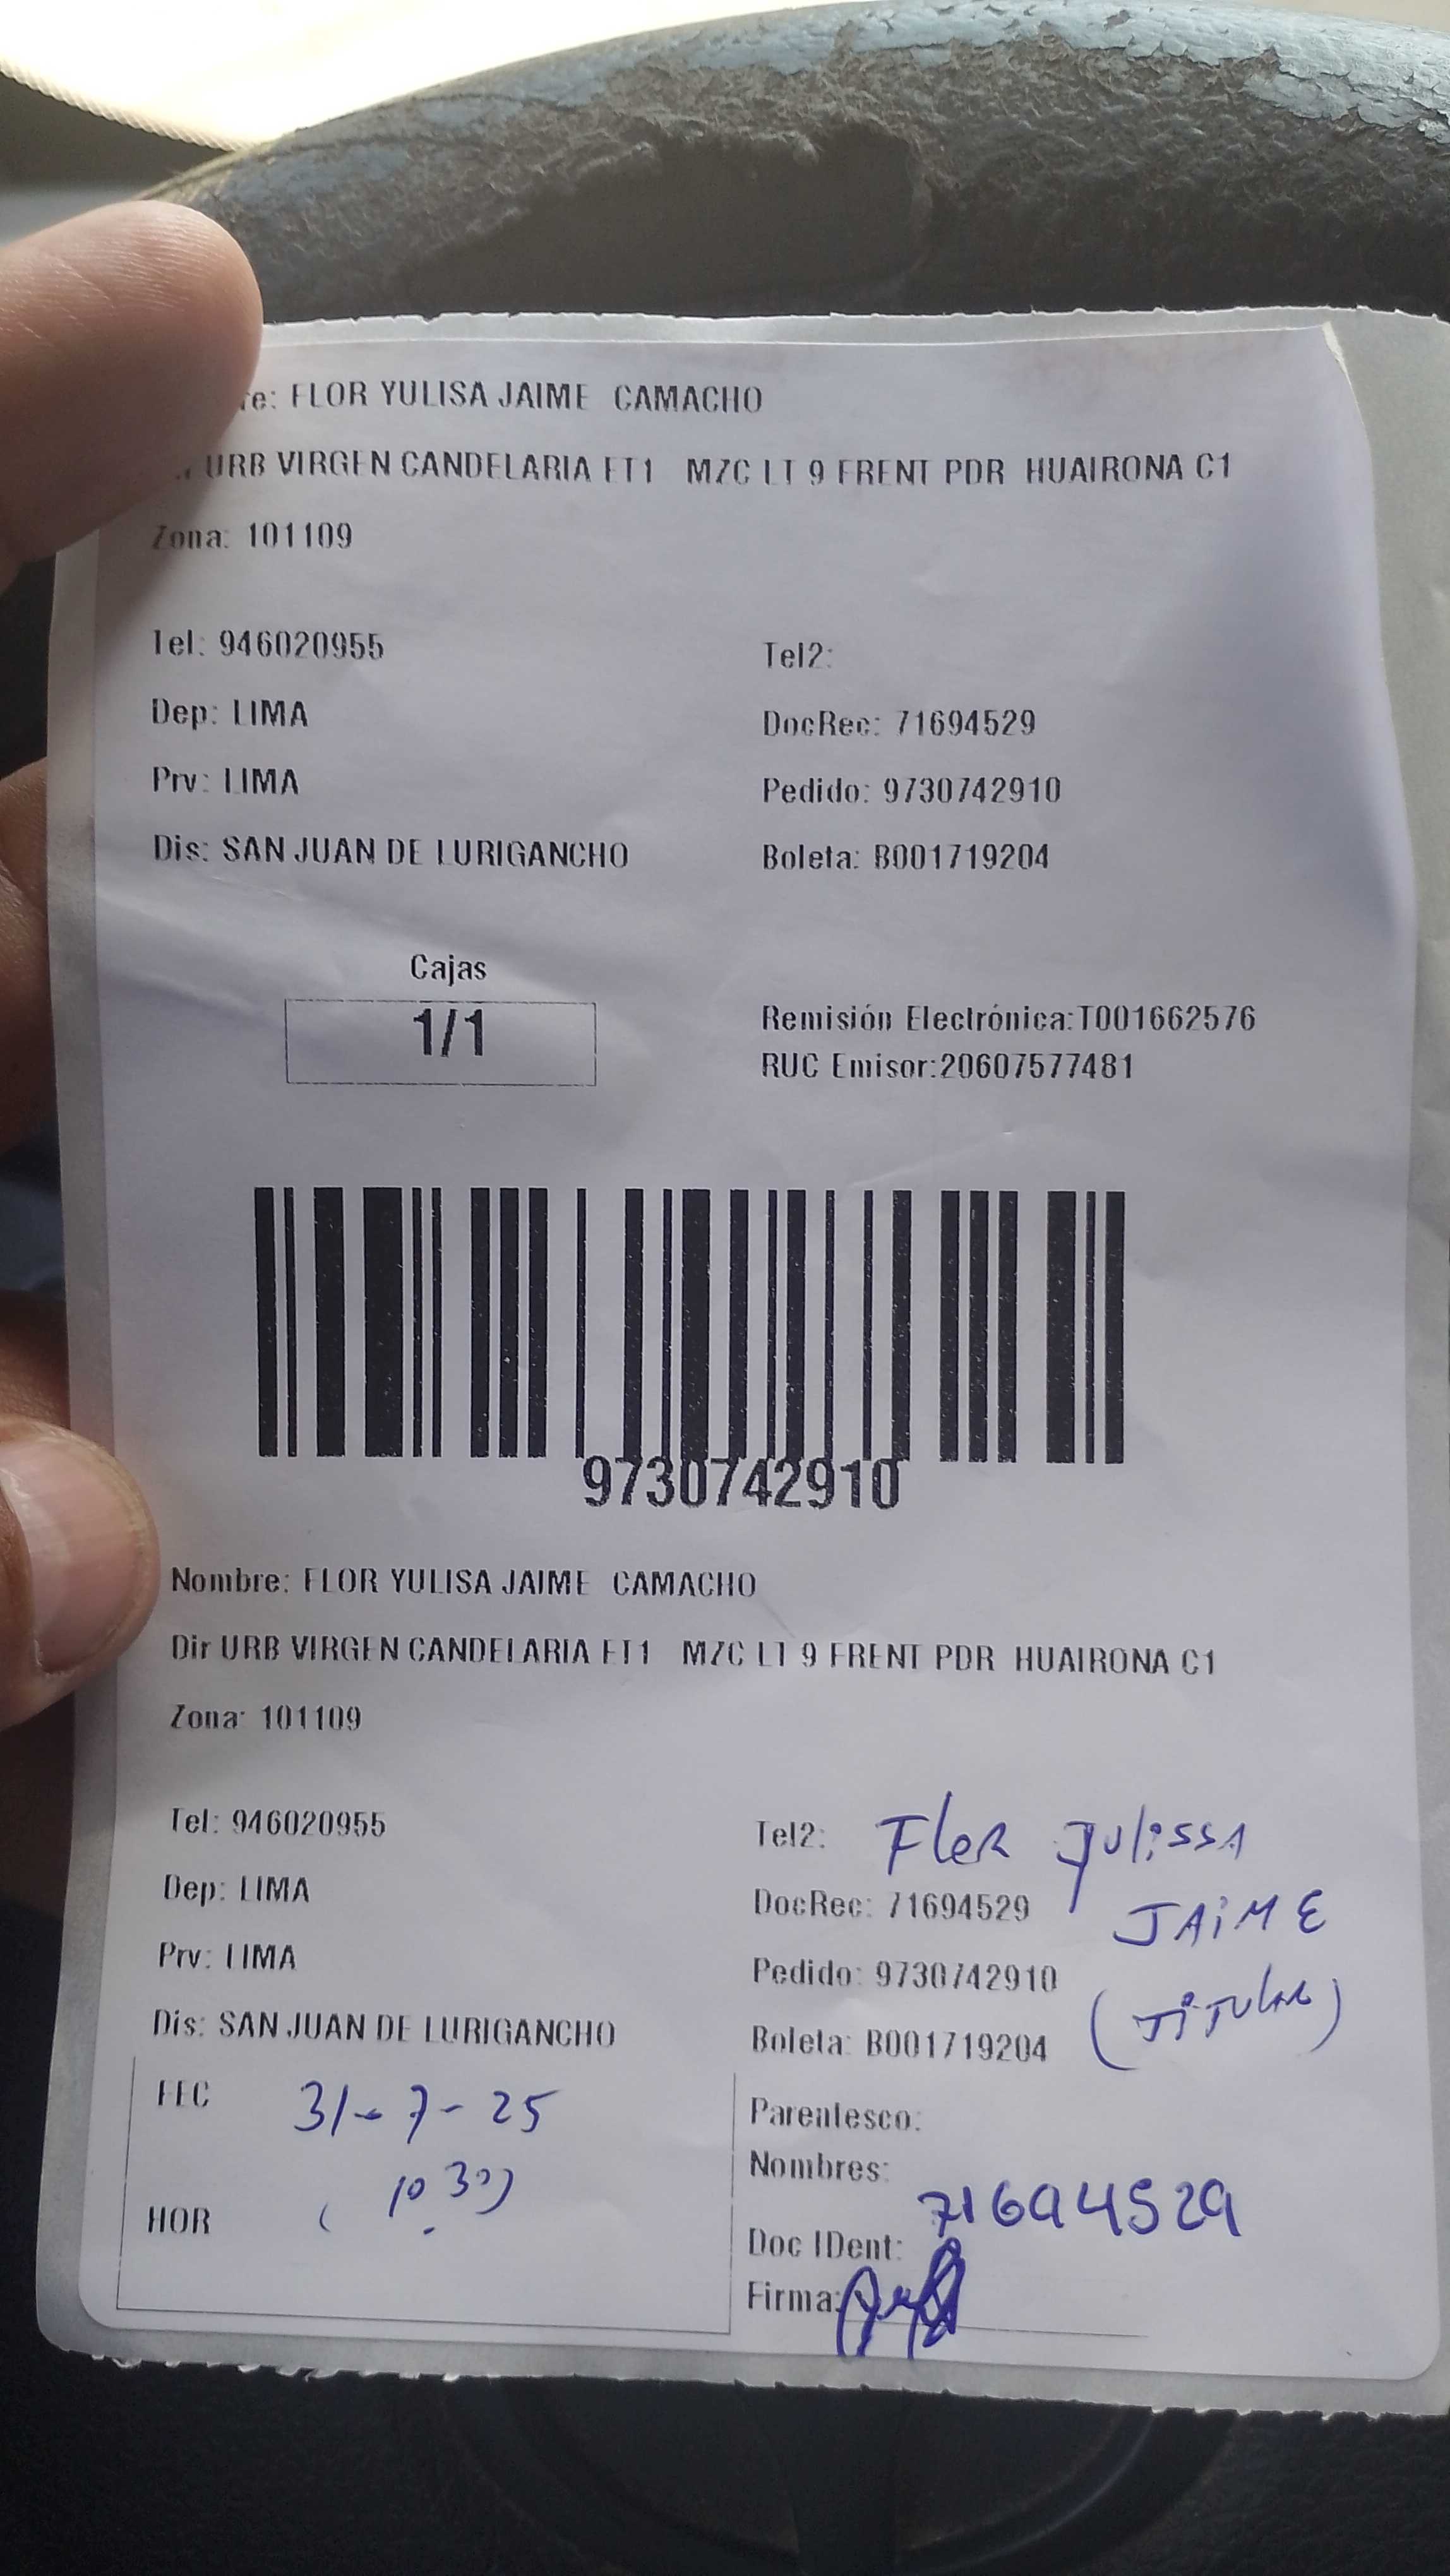 re: FLOR YULISA JAIME CAMACHO
URB VIRGEN CANDELARIA ET1 MZC LT 9 FRENT PDR HUAIRONA C1
Zona: 101109
Tel: 946020955 Tel2:
Dep: LIMA DocRec: 71694529
Prv: LIMA Pedido: 9730742910
Dis: SAN JUAN DE LURIGANCHO Boleta: B001719204
Cajas
1/1
Remisión Electrónica:T001662576
RUC Emisor:20607577481
9730742910
Nombre: FLOR YULISA JAIME CAMACHO
Dir URB VIRGEN CANDELARIA ET1 MZC LT 9 FRENT PDR HUAIRONA C1
Zona: 101109
Tel: 946020955 Tel2: Flor Julissa
Dep: LIMA DocRec: 71694529 JAiME
Prv: LIMA Pedido: 9730742910 (TiTULAR)
Dis: SAN JUAN DE LURIGANCHO Boleta: B001719204
FEC 31-7-25 Parentesco:
Nombres:
HOR (10.30) Doc IDent: 71694529
Firma: